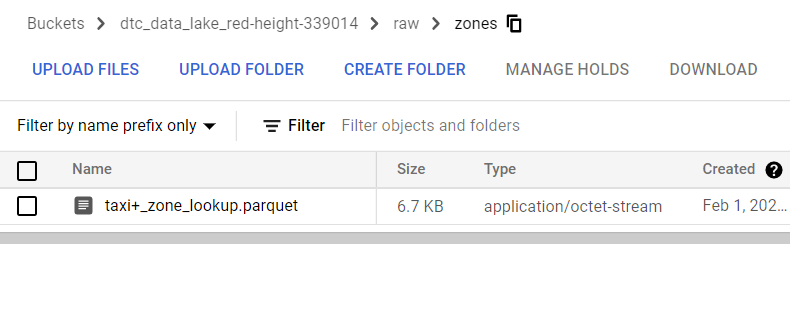 Buckets > dtc_data_lake_red-height-339014 > raw > zones
UPLOAD FILES UPLOAD FOLDER CREATE FOLDER MANAGE HOLDS DOWNLOAD
Filter by name prefix only Filter Filter objects and folders
Name Size Type Created ?
taxi+_zone_lookup.parquet 6.7 KB application/octet-stream Feb 1, 202...